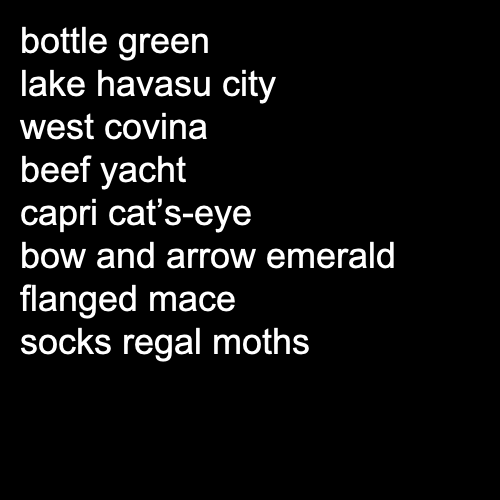 bottle green
lake havasu city
west covina
beef yacht
capri cat’s-eye
bow and arrow emerald
flanged mace
socks regal moths